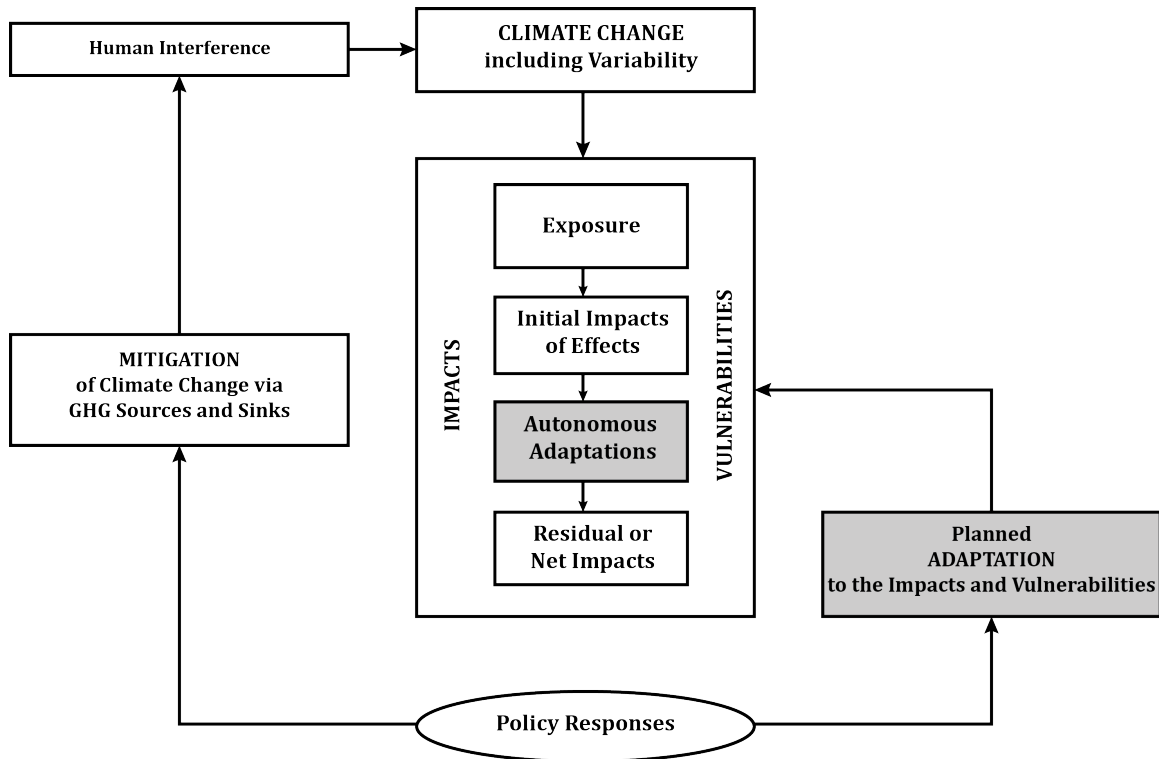 Human Interference
CLIMATE CHANGE
including Variability
Exposure
Initial Impacts
of Effects
IMPACTS
VULNERABILITIES
Autonomous
Adaptations
Residual or
Net Impacts
MITIGATION
of Climate Change via
GHG Sources and Sinks
Planned
ADAPTATION
to the Impacts and Vulnerabilities
Policy Responses